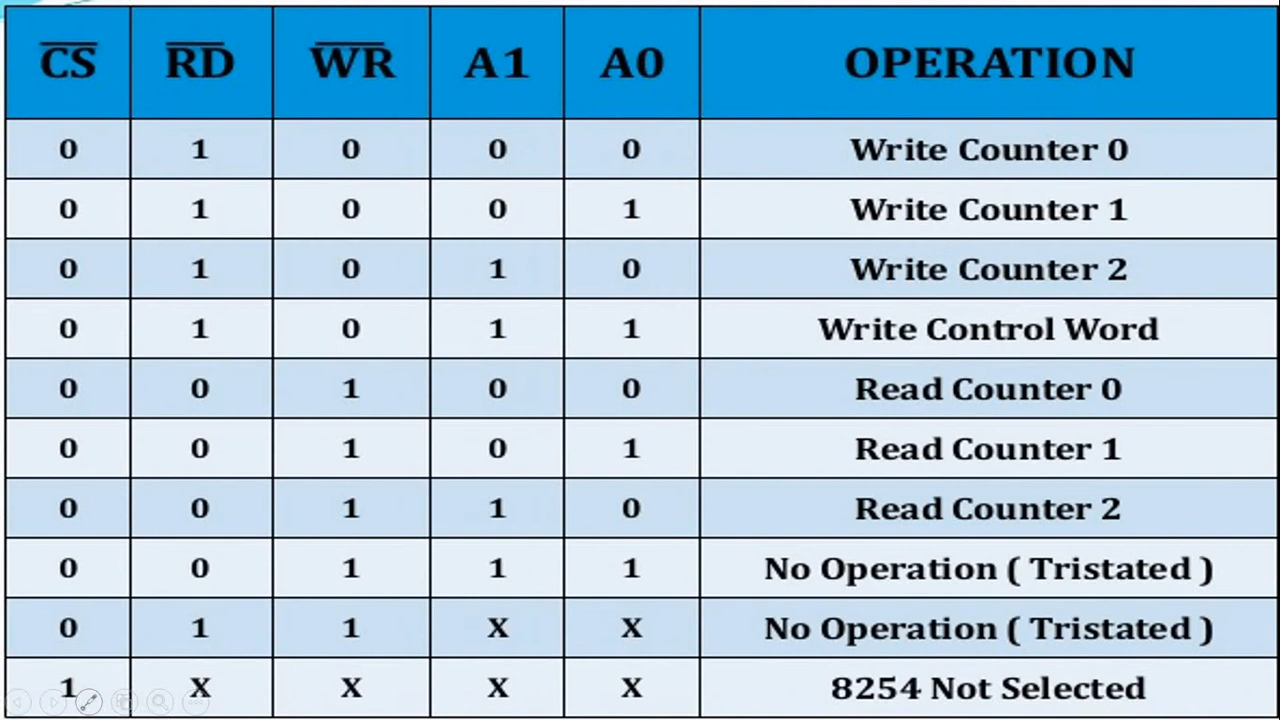 C̅S̅ R̅D̅ W̅R̅ A1 A0 OPERATION
0 1 0 0 0 Write Counter 0
0 1 0 0 1 Write Counter 1
0 1 0 1 0 Write Counter 2
0 1 0 1 1 Write Control Word
0 0 1 0 0 Read Counter 0
0 0 1 0 1 Read Counter 1
0 0 1 1 0 Read Counter 2
0 0 1 1 1 No Operation ( Tristated )
0 1 1 X X No Operation ( Tristated )
1 X X X X 8254 Not Selected